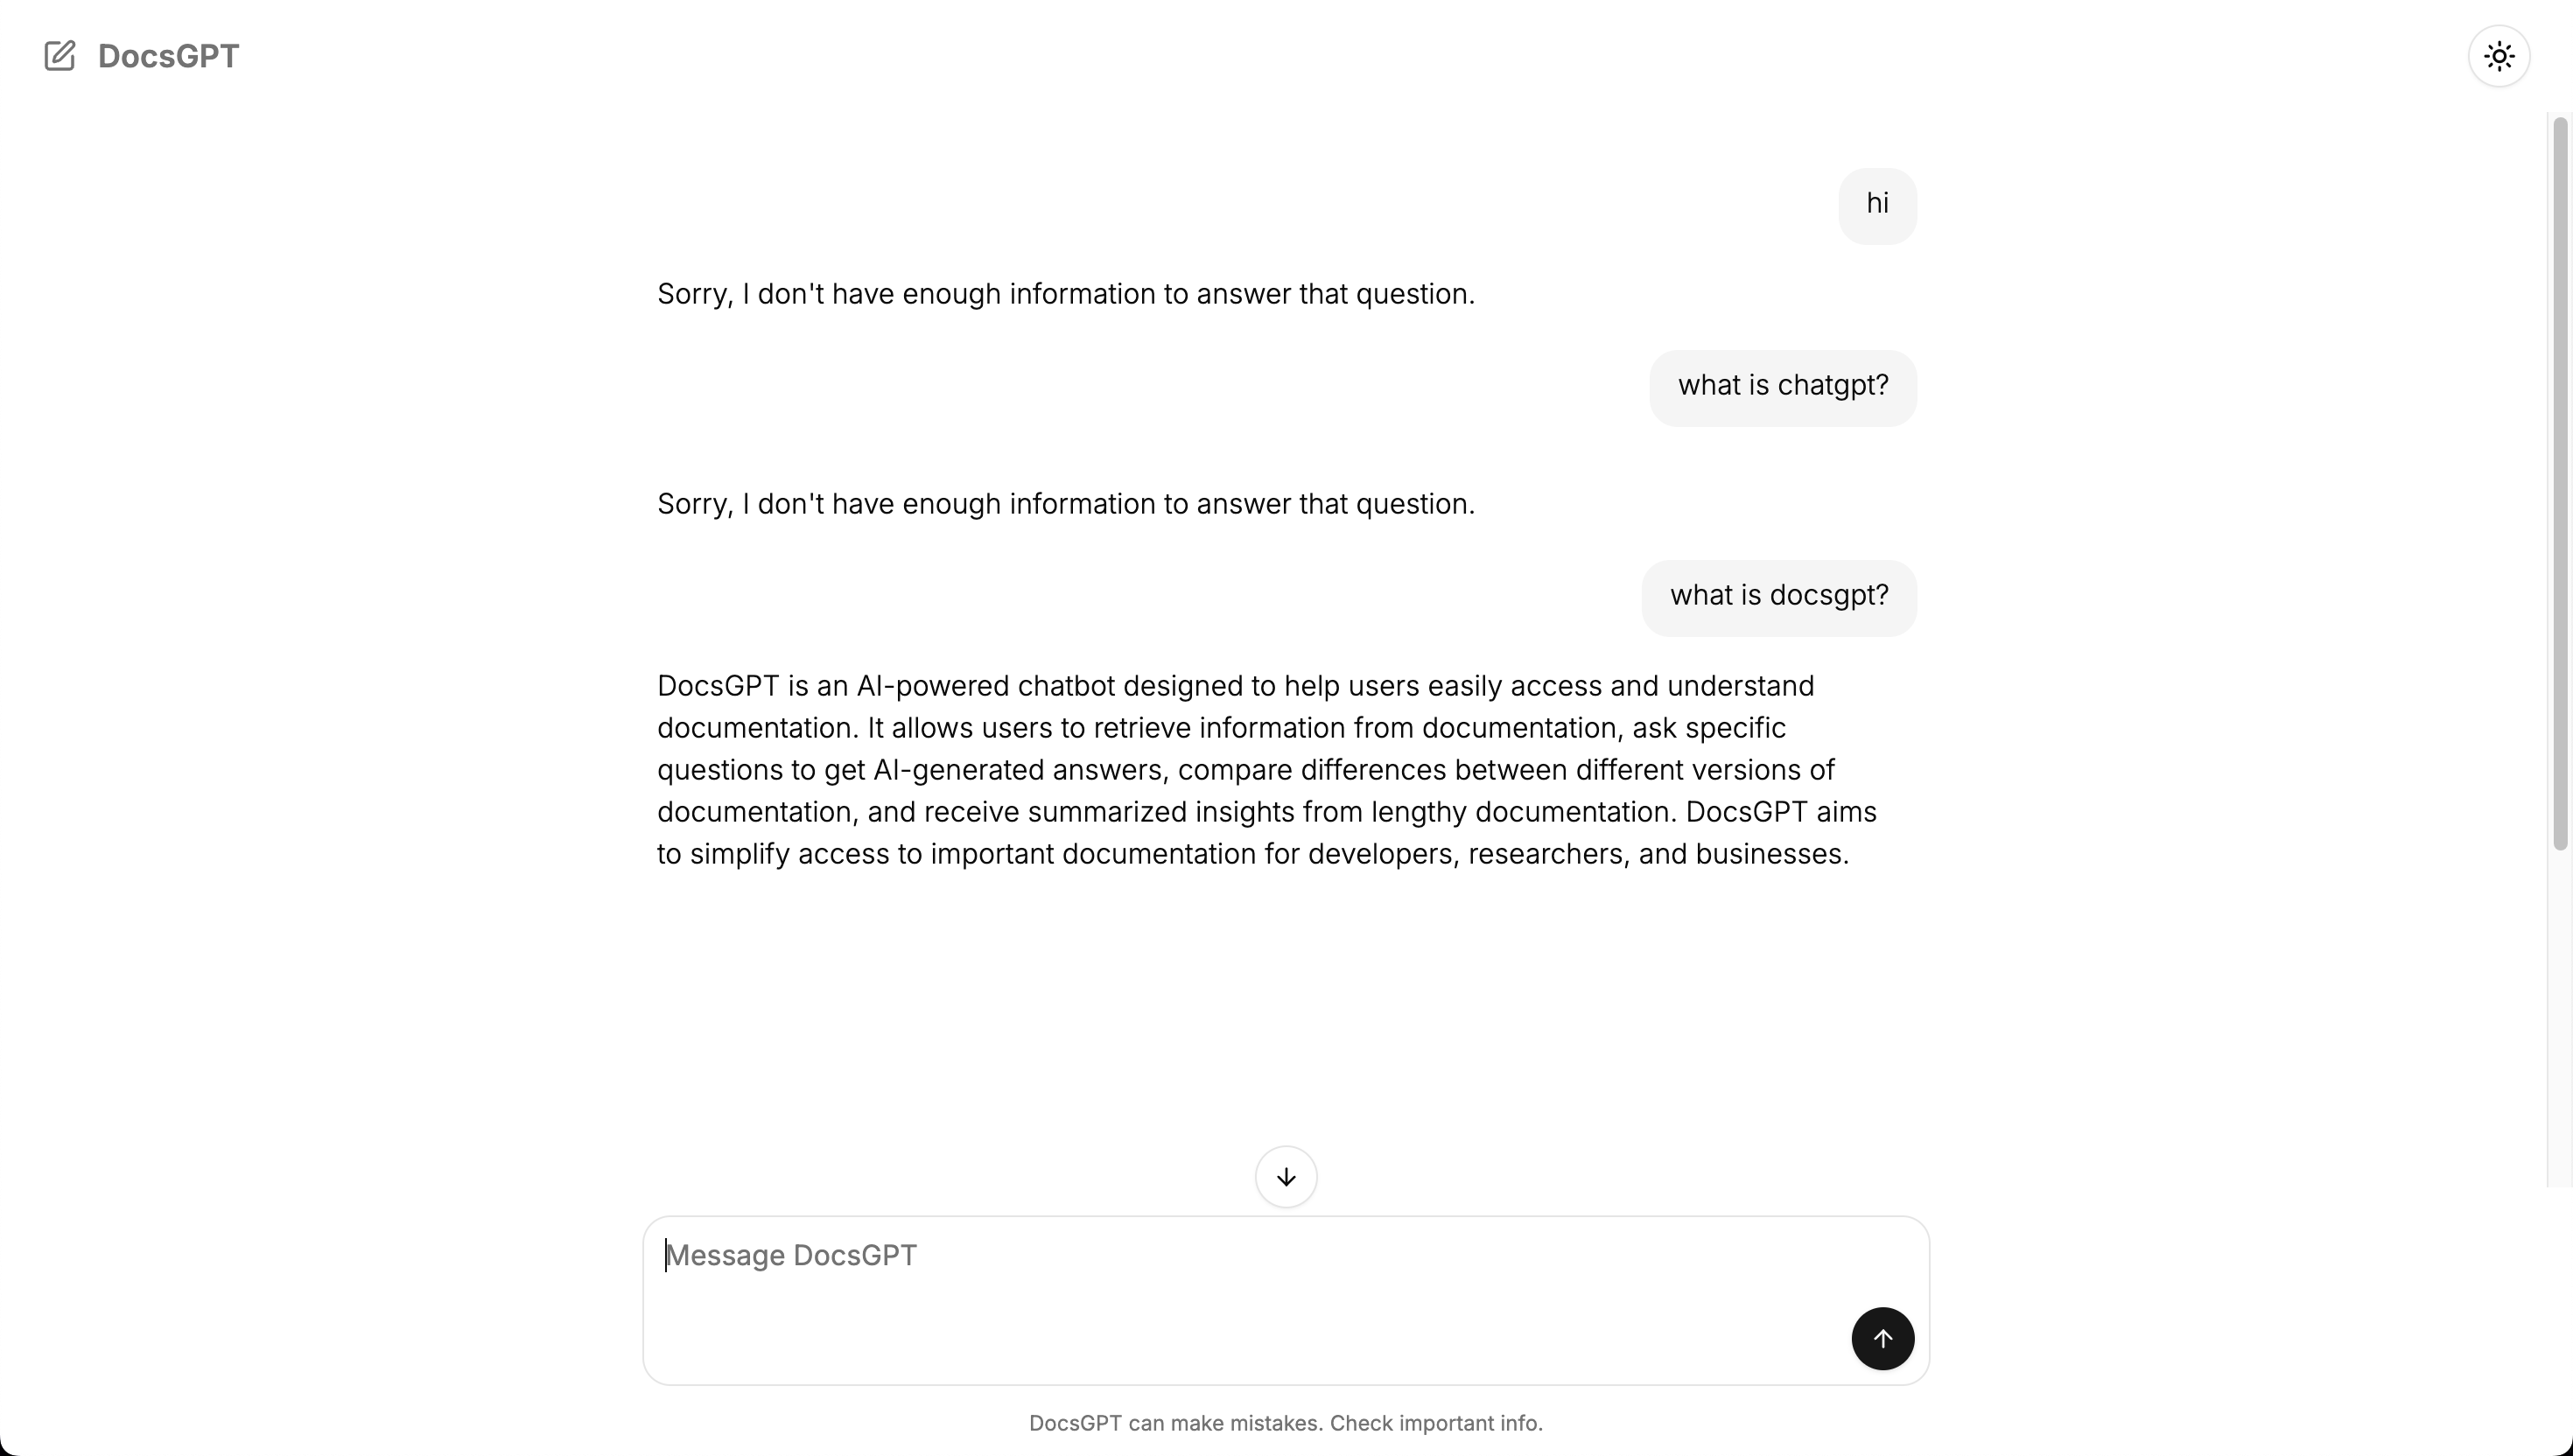 DocsGPT
hi
Sorry, I don't have enough information to answer that question.
what is chatgpt?
Sorry, I don't have enough information to answer that question.
what is docsgpt?
DocsGPT is an AI-powered chatbot designed to help users easily access and understand
documentation. It allows users to retrieve information from documentation, ask specific
questions to get AI-generated answers, compare differences between different versions of
documentation, and receive summarized insights from lengthy documentation. DocsGPT aims
to simplify access to important documentation for developers, researchers, and businesses.
Message DocsGPT
DocsGPT can make mistakes. Check important info.